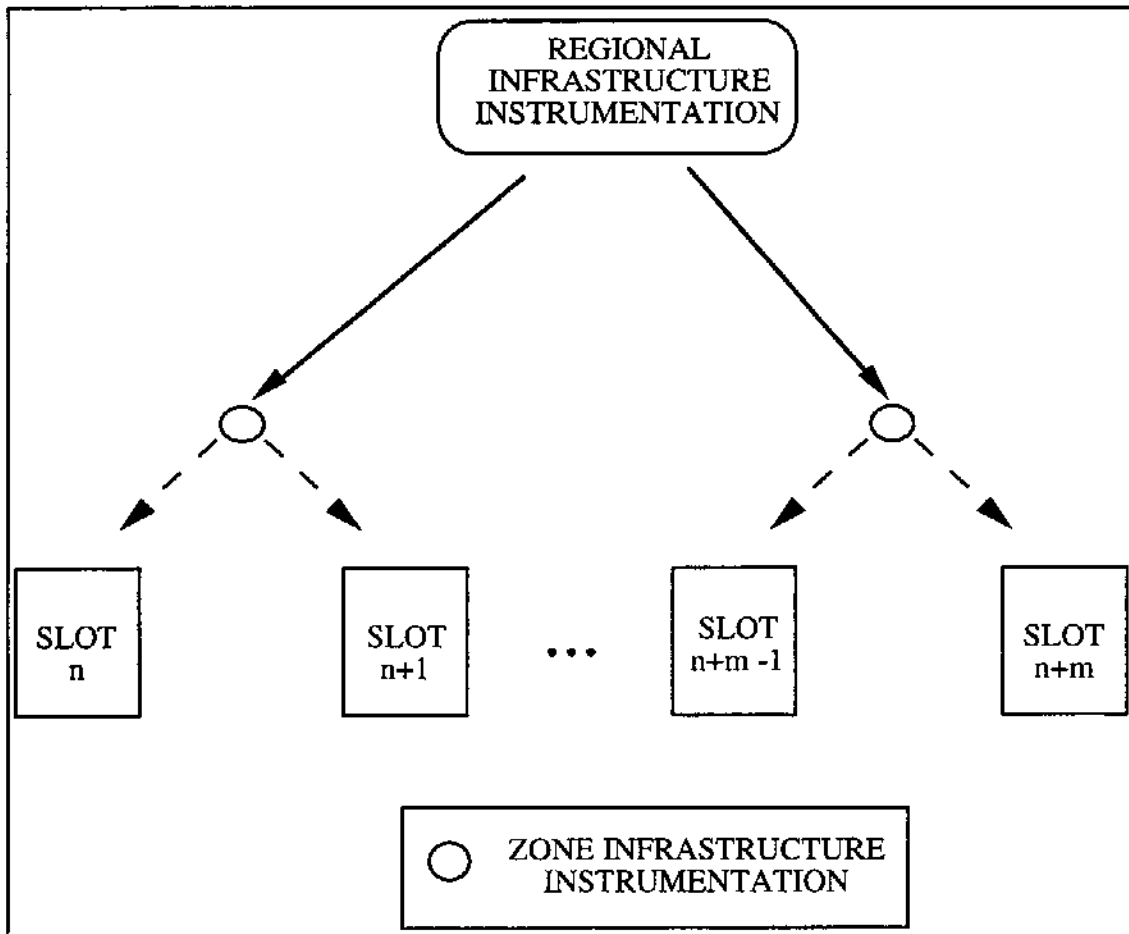 REGIONAL
INFRASTRUCTURE
INSTRUMENTATION
SLOT
n
SLOT
n+1
...
SLOT
n+m -1
SLOT
n+m
ZONE INFRASTRUCTURE
INSTRUMENTATION